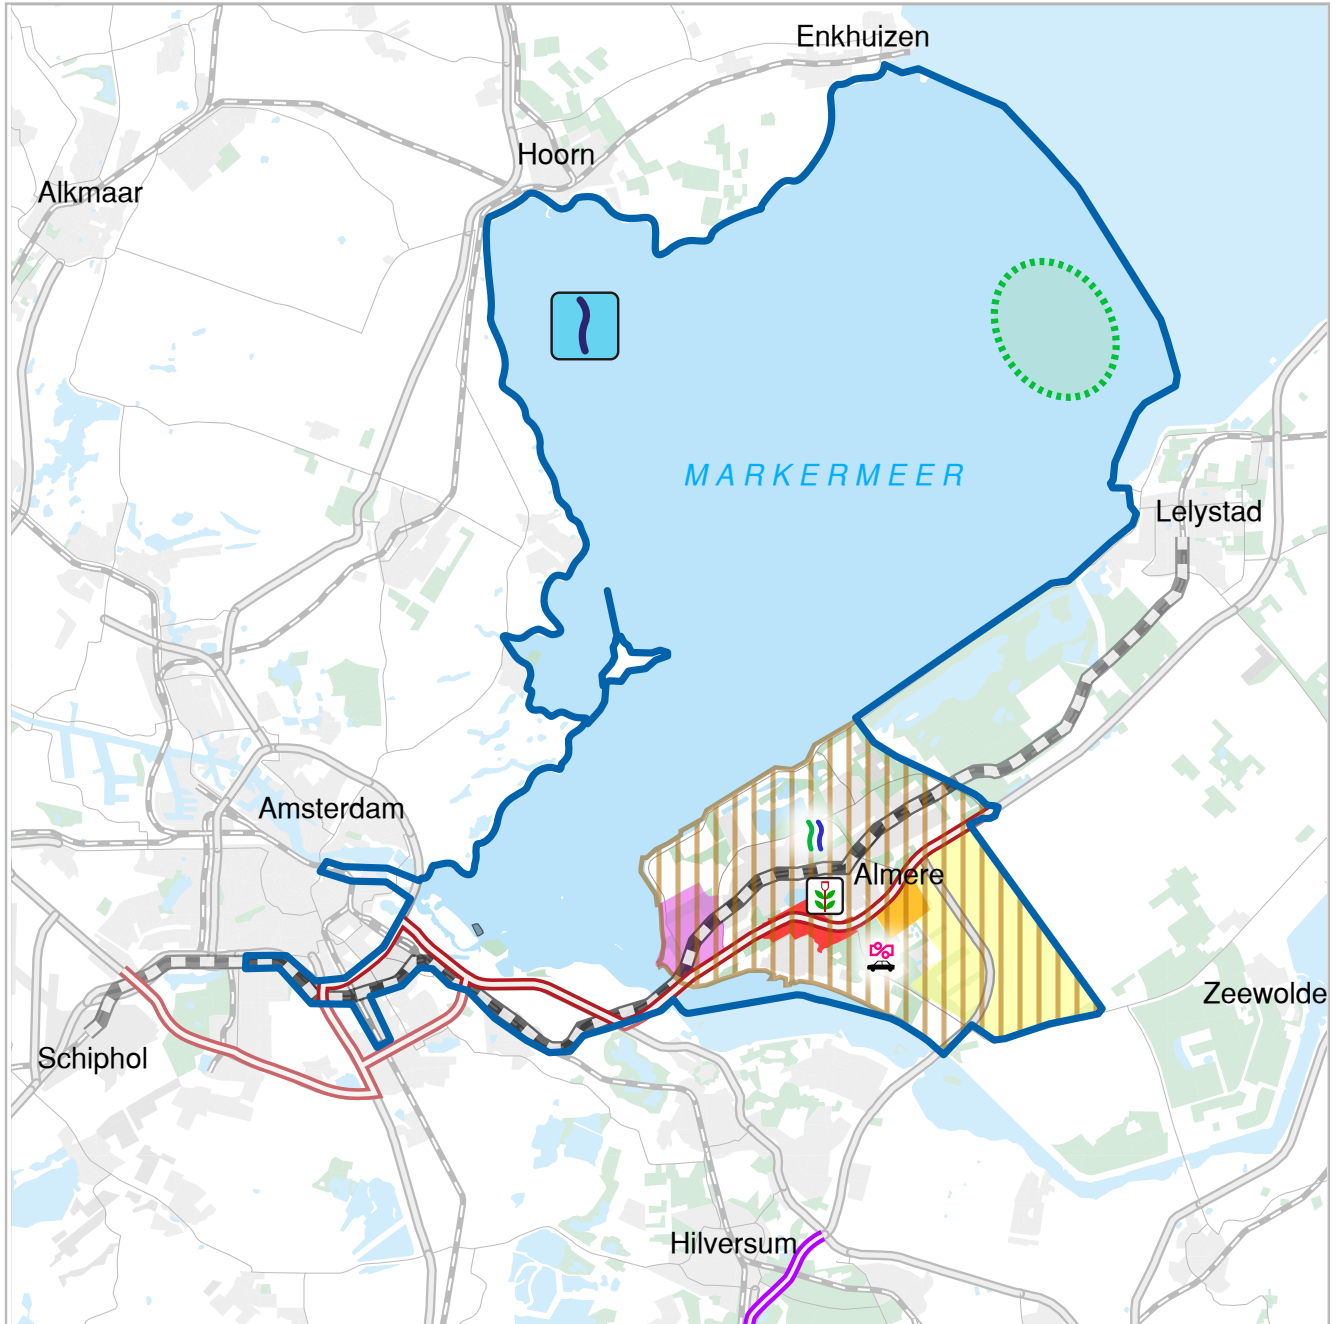 Enkhuizen
Hoorn
Alkmaar
MARKERMEER
Lelystad
Amsterdam
Almere
Zeewolde
Schiphol
Hilversum